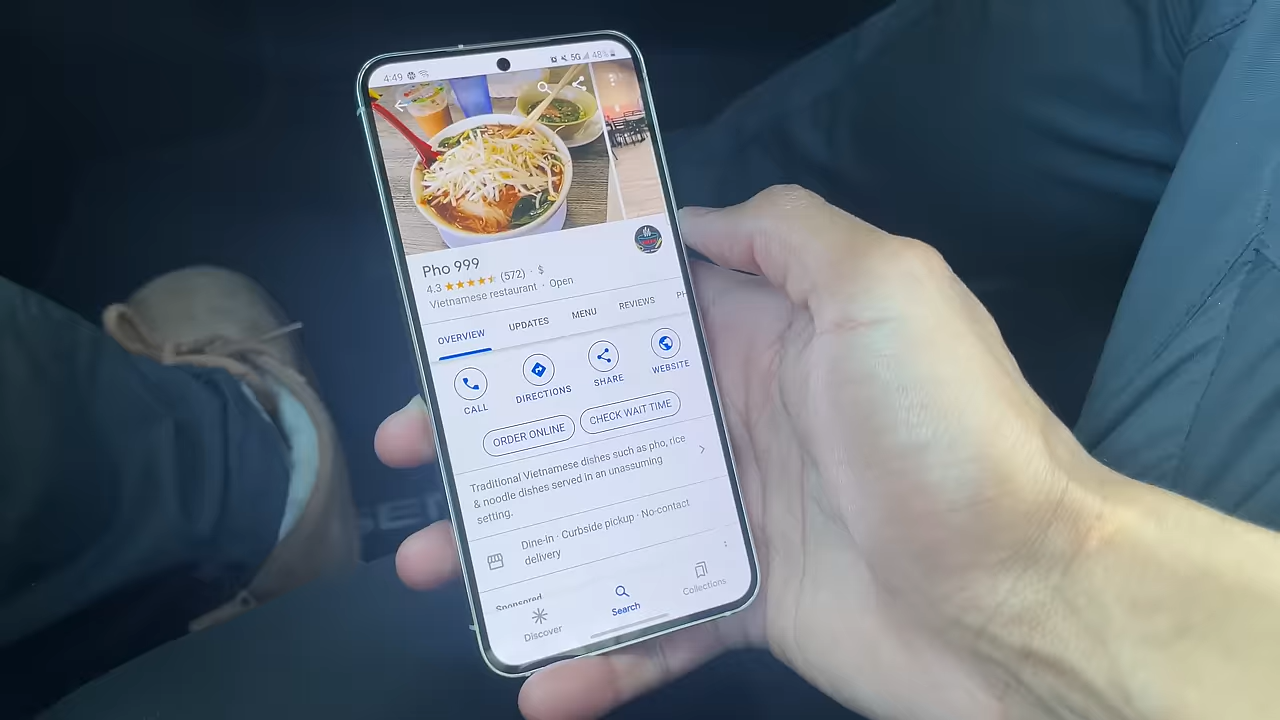 4:49 5G 48%
Pho 999
4.3 (572) · $
Vietnamese restaurant · Open
OVERVIEW UPDATES MENU REVIEWS PH
CALL DIRECTIONS SHARE WEBSITE
ORDER ONLINE CHECK WAIT TIME
Traditional Vietnamese dishes such as pho, rice
& noodle dishes served in an unassuming
setting.
Dine-in · Curbside pickup · No-contact
delivery
Sponsored
Discover Search Collections